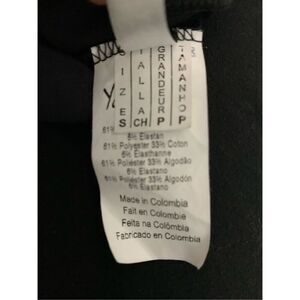 SIZES S
TALLA CH
GRANDEUR P
TAMANHO P
6% Elastan
61% Polyester 33% Coton
6% Elasthanne
61% Poliéster 33% Algodão
6% Elastano
61% Poliéster 33% Algodón
6% Elastano
Made in Colombia
Fait en Colombie
Feita na Colômbia
Fabricado en Colombia